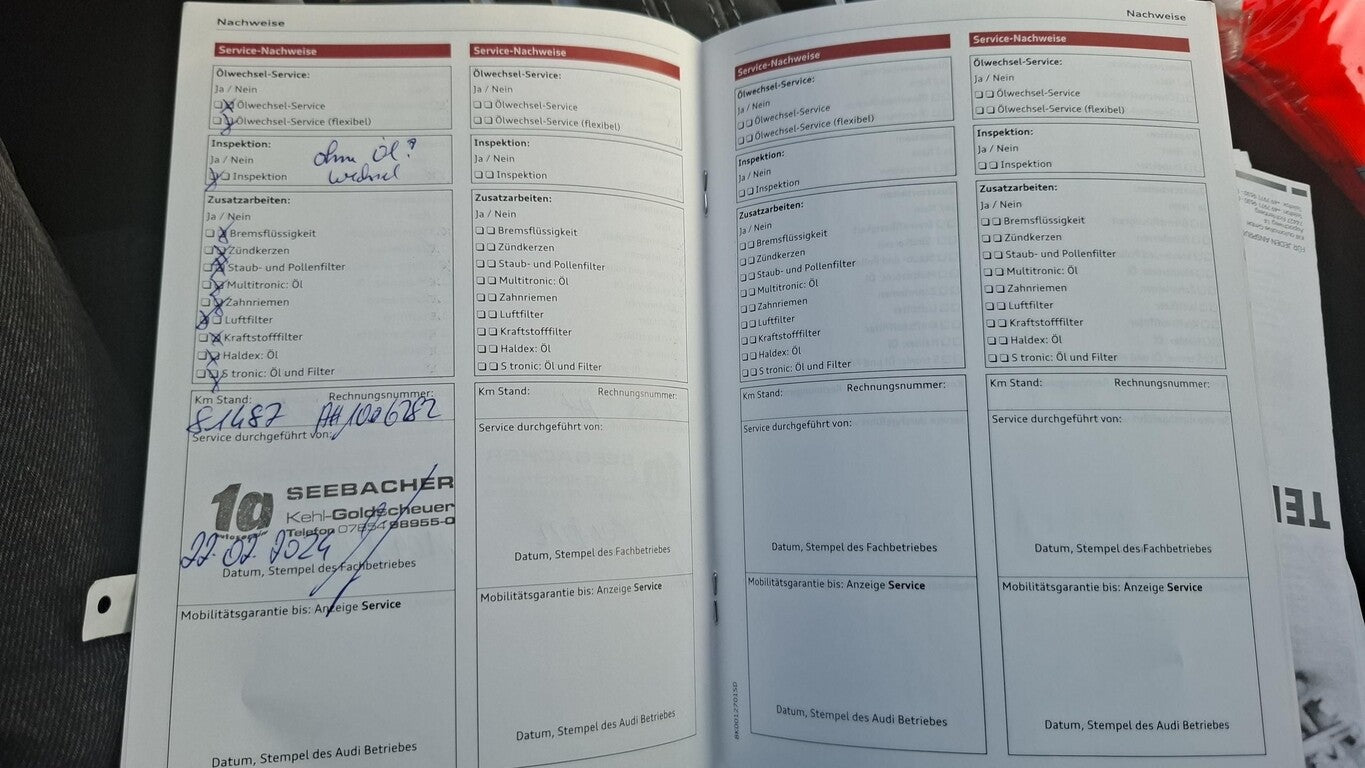 Nachweise
Service-Nachweise
Ölwechsel-Service:
Ja / Nein
Ölwechsel-Service
Ölwechsel-Service (flexibel)
Inspektion:
Ja / Nein
Inspektion
ohne Öl?
wechsel
Zusatzarbeiten:
Ja / Nein
Bremsflüssigkeit
Zündkerzen
Staub- und Pollenfilter
Multitronic: Öl
Zahnriemen
Luftfilter
Kraftstofffilter
Haldex: Öl
S tronic: Öl und Filter
Km Stand: Rechnungsnummer:
81487 AH1006282
Service durchgeführt von:
1a SEEBACHER
autoservice Kehl-Goldscheuer
Telefon 07854 98955-0
22.02.2024
Datum, Stempel des Fachbetriebes
Mobilitätsgarantie bis: Anzeige Service
Datum, Stempel des Audi Betriebes
Service-Nachweise
Ölwechsel-Service:
Ja / Nein
Ölwechsel-Service
Ölwechsel-Service (flexibel)
Inspektion:
Ja / Nein
Inspektion
Zusatzarbeiten:
Ja / Nein
Bremsflüssigkeit
Zündkerzen
Staub- und Pollenfilter
Multitronic: Öl
Zahnriemen
Luftfilter
Kraftstofffilter
Haldex: Öl
S tronic: Öl und Filter
Km Stand: Rechnungsnummer:
Service durchgeführt von:
Datum, Stempel des Fachbetriebes
Mobilitätsgarantie bis: Anzeige Service
Datum, Stempel des Audi Betriebes
Nachweise
Service-Nachweise
Ölwechsel-Service:
Ja / Nein
Ölwechsel-Service
Ölwechsel-Service (flexibel)
Inspektion:
Ja / Nein
Inspektion
Zusatzarbeiten:
Ja / Nein
Bremsflüssigkeit
Zündkerzen
Staub- und Pollenfilter
Multitronic: Öl
Zahnriemen
Luftfilter
Kraftstofffilter
Haldex: Öl
S tronic: Öl und Filter
Km Stand: Rechnungsnummer:
Service durchgeführt von:
Datum, Stempel des Fachbetriebes
Mobilitätsgarantie bis: Anzeige Service
Datum, Stempel des Audi Betriebes
Service-Nachweise
Ölwechsel-Service:
Ja / Nein
Ölwechsel-Service
Ölwechsel-Service (flexibel)
Inspektion:
Ja / Nein
Inspektion
Zusatzarbeiten:
Ja / Nein
Bremsflüssigkeit
Zündkerzen
Staub- und Pollenfilter
Multitronic: Öl
Zahnriemen
Luftfilter
Kraftstofffilter
Haldex: Öl
S tronic: Öl und Filter
Km Stand: Rechnungsnummer:
Service durchgeführt von:
Datum, Stempel des Fachbetriebes
Mobilitätsgarantie bis: Anzeige Service
Datum, Stempel des Audi Betriebes